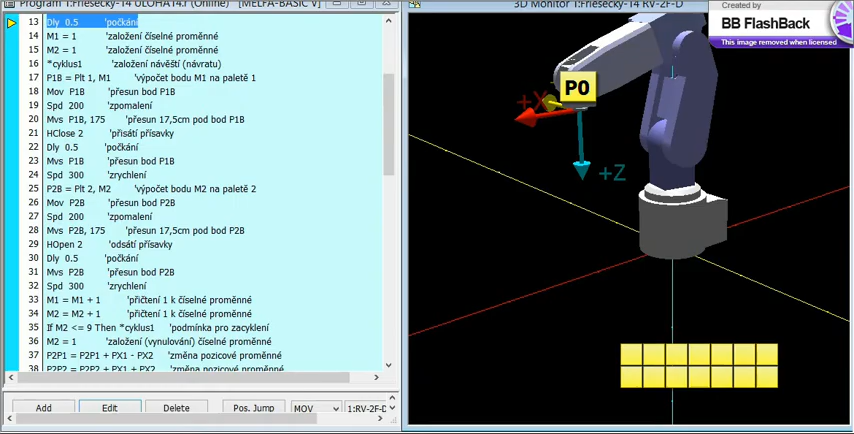 Program 1:Friesecky-14 ULOHA14.r (Online) [MELFA-BASIC V]
13 Dly 0.5 'počkání
14 M1 = 1 'založení číselné proměnné
15 M2 = 1 'založení číselné proměnné
16 *cyklus1 'založení návěští (návratu)
17 P1B = Plt 1, M1 'výpočet bodu M1 na paletě 1
18 Mov P1B 'přesun bod P1B
19 Spd 200 'zpomalení
20 Mvs P1B, 175 'přesun 17,5cm pod bod P1B
21 HClose 2 'přisátí přísavky
22 Dly 0.5 'počkání
23 Mvs P1B 'přesun bod P1B
24 Spd 300 'zrychlení
25 P2B = Plt 2, M2 'výpočet bodu M2 na paletě 2
26 Mov P2B 'přesun bod P2B
27 Spd 200 'zpomalení
28 Mvs P2B, 175 'přesun 17,5cm pod bod P2B
29 HOpen 2 'odsátí přísavky
30 Dly 0.5 'počkání
31 Mvs P2B 'přesun bod P2B
32 Spd 300 'zrychlení
33 M1 = M1 + 1 'přičtení 1 k číselné proměnné
34 M2 = M2 + 1 'přičtení 1 k číselné proměnné
35 If M2 <= 9 Then *cyklus1 'podmínka pro zacyklení
36 M2 = 1 'založení (vynulování) číselné proměnné
37 P2P1 = P2P1 + PX1 - PX2 'změna pozicové proměnné
38 P2P2 = P2P2 + PX1 + PX2 'změna pozicové proměnné
Add Edit Delete Pos. Jump MOV 1:RV-2F-D
3D Monitor 1:Friesecky-14 RV-2F-D
Created by
BB FlashBack
This image removed when licensed
P0
+X
+Z